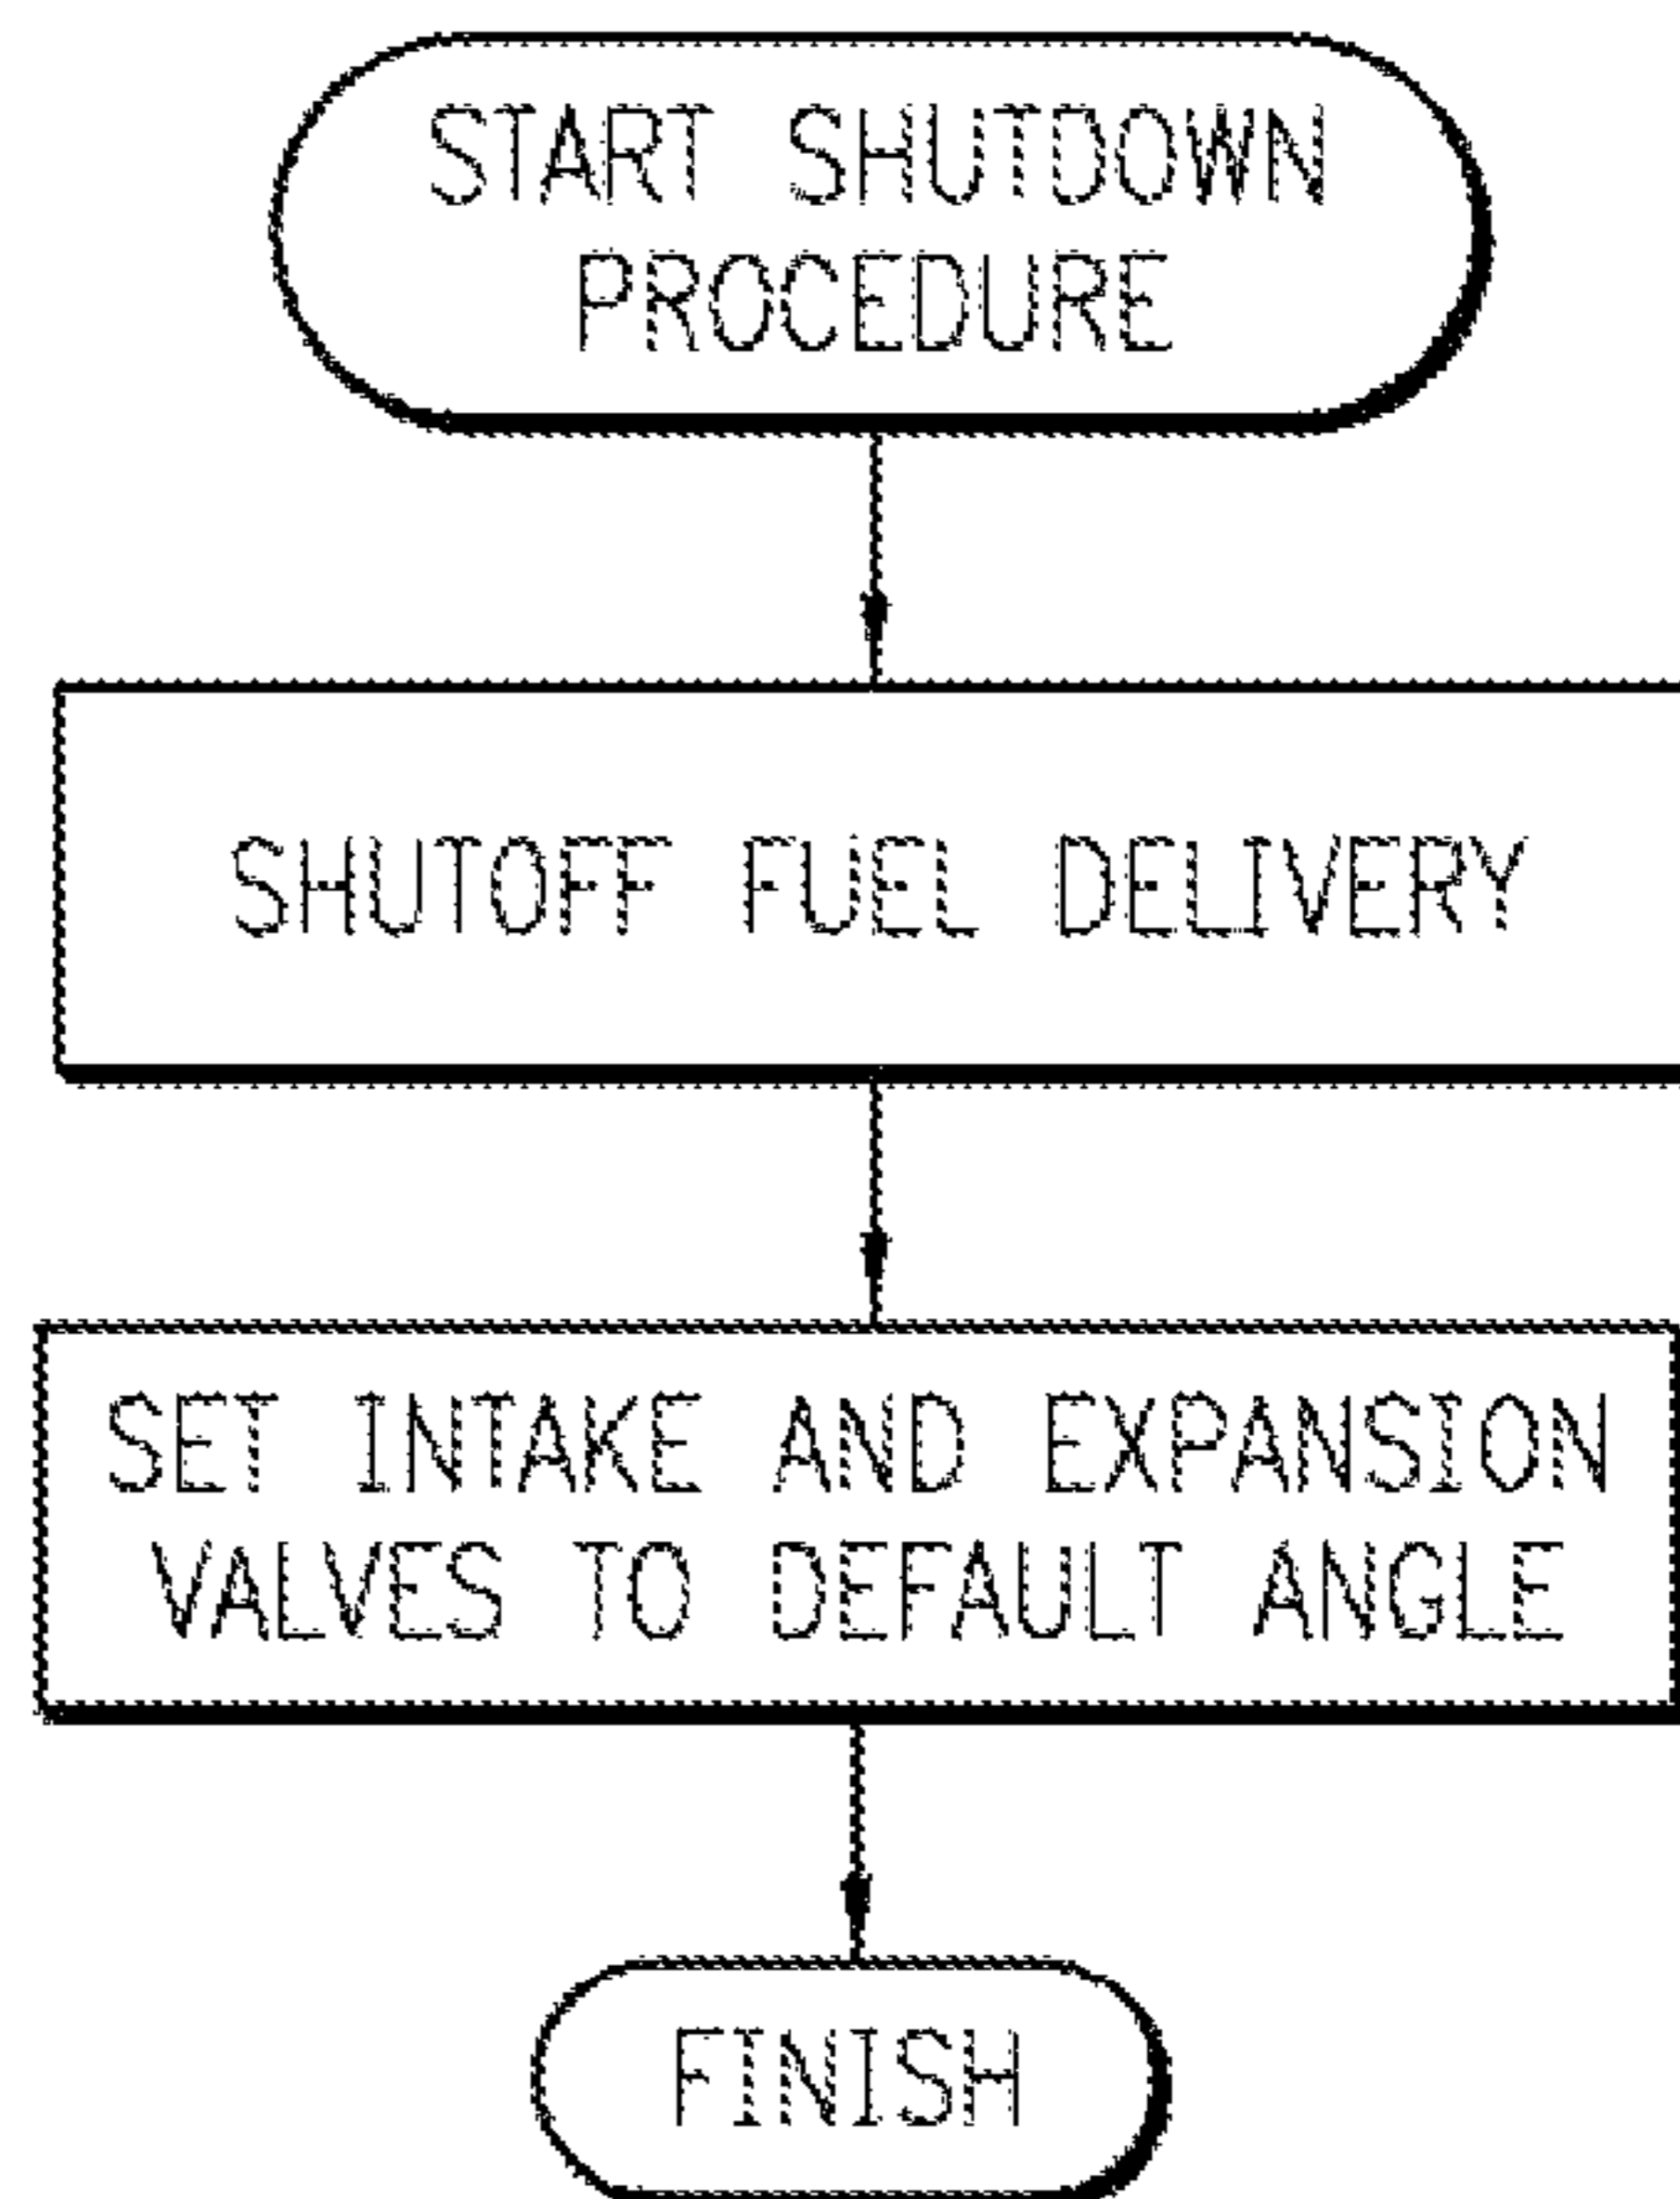 START SHUTDOWN
PROCEDURE
SHUTOFF FUEL DELIVERY
SET INTAKE AND EXPANSION
VALVES TO DEFAULT ANGLE
FINISH